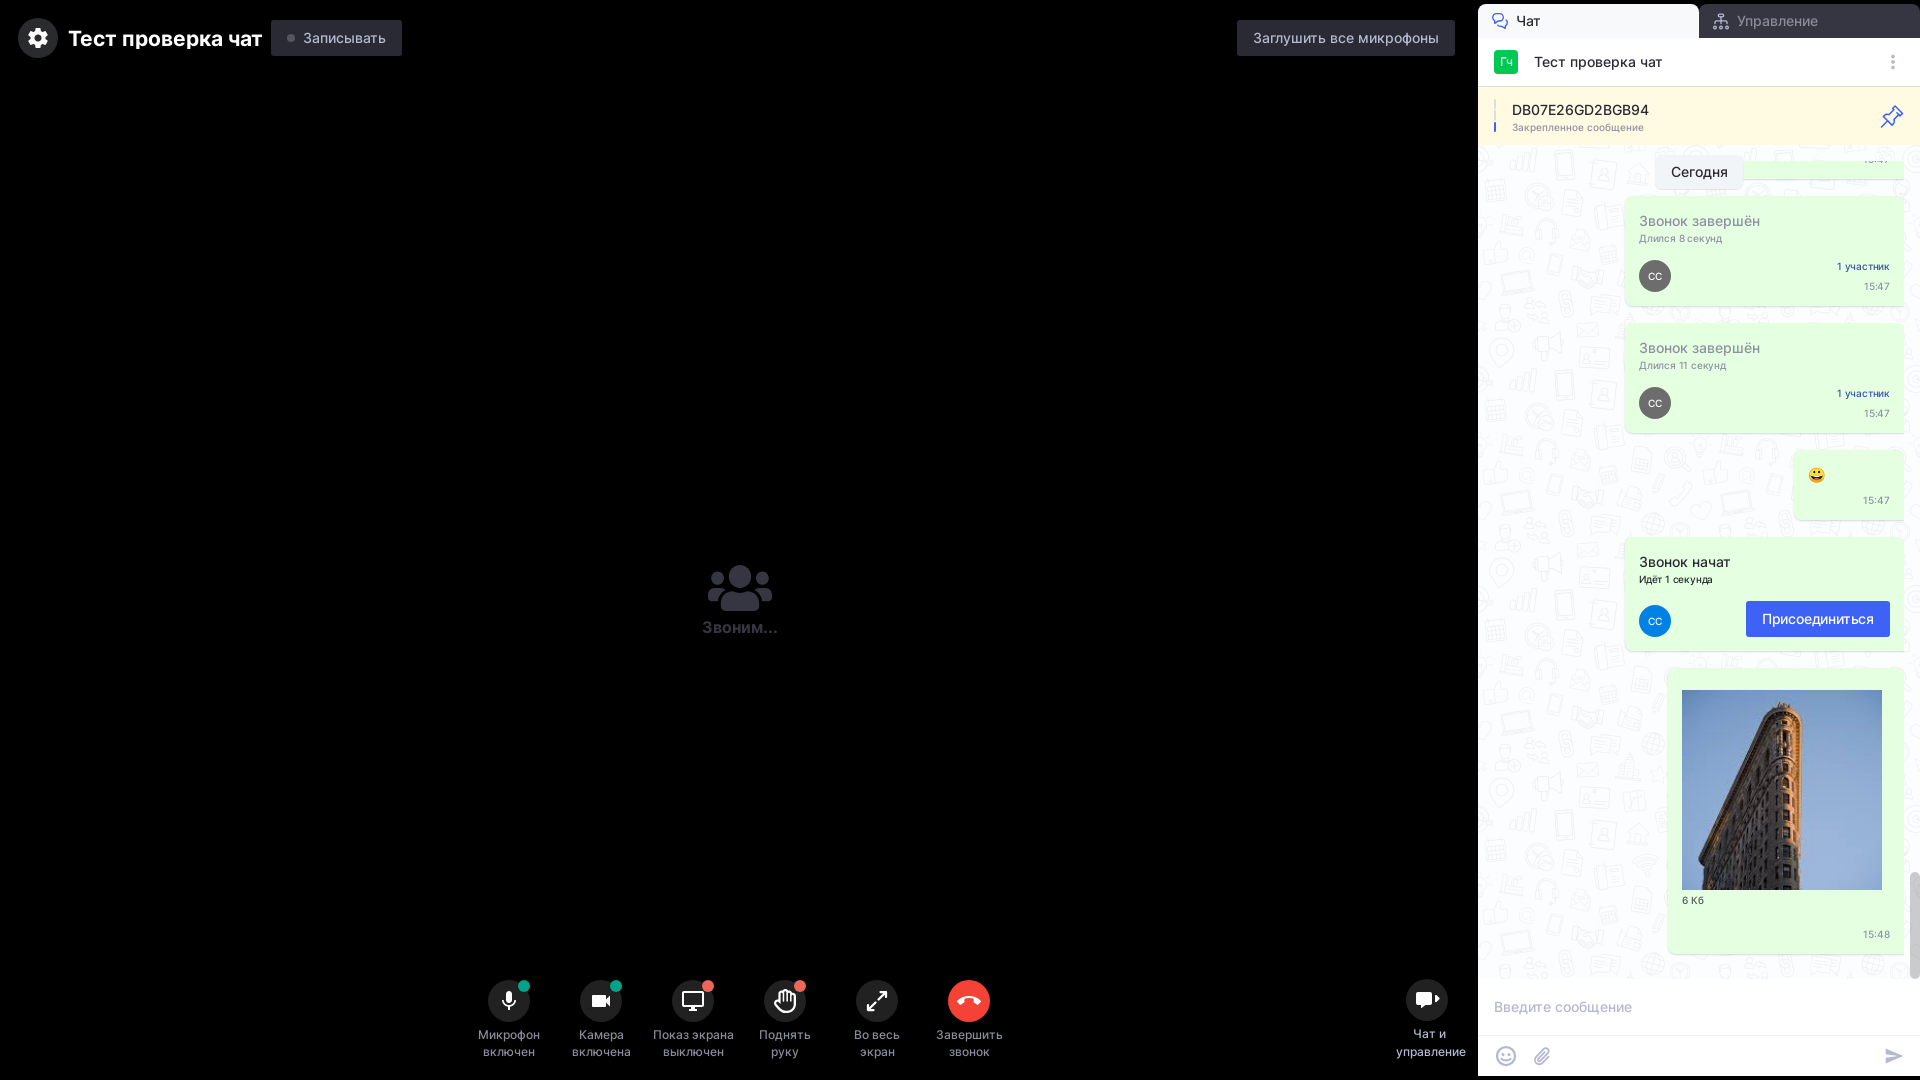 Тест проверка чат
Записывать
Заглушить все микрофоны
Звоним...
Микрофон
включен
Камера
включена
Показ экрана
выключен
Поднять
руку
Во весь
экран
Завершить
звонок
Чат и
управление
Чат
Управление
Гч
Тест проверка чат
DB07E26GD2BGB94
Закрепленное сообщение
Сегодня
Звонок завершён
Длился 8 секунд
СС
1 участник
15:47
Звонок завершён
Длился 11 секунд
СС
1 участник
15:47
😀
15:47
Звонок начат
Идёт 1 секунда
СС
Присоединиться
6 Кб
15:48
Введите сообщение